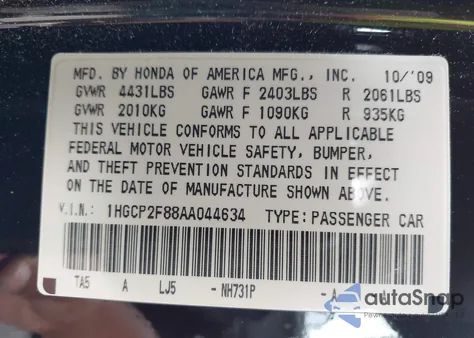 MFD. BY HONDA OF AMERICA MFG., INC. 10/'09
GVWR 4431LBS GAWR F 2403LBS R 2061LBS
GVWR 2010KG GAWR F 1090KG R 935KG
THIS VEHICLE CONFORMS TO ALL APPLICABLE
FEDERAL MOTOR VEHICLE SAFETY, BUMPER,
AND THEFT PREVENTION STANDARDS IN EFFECT
ON THE DATE OF MANUFACTURE SHOWN ABOVE.
V.I.N.: 1HGCP2F88AA044634 TYPE: PASSENGER CAR
TA5 A LJ5 -NH731P -A
autoSnap